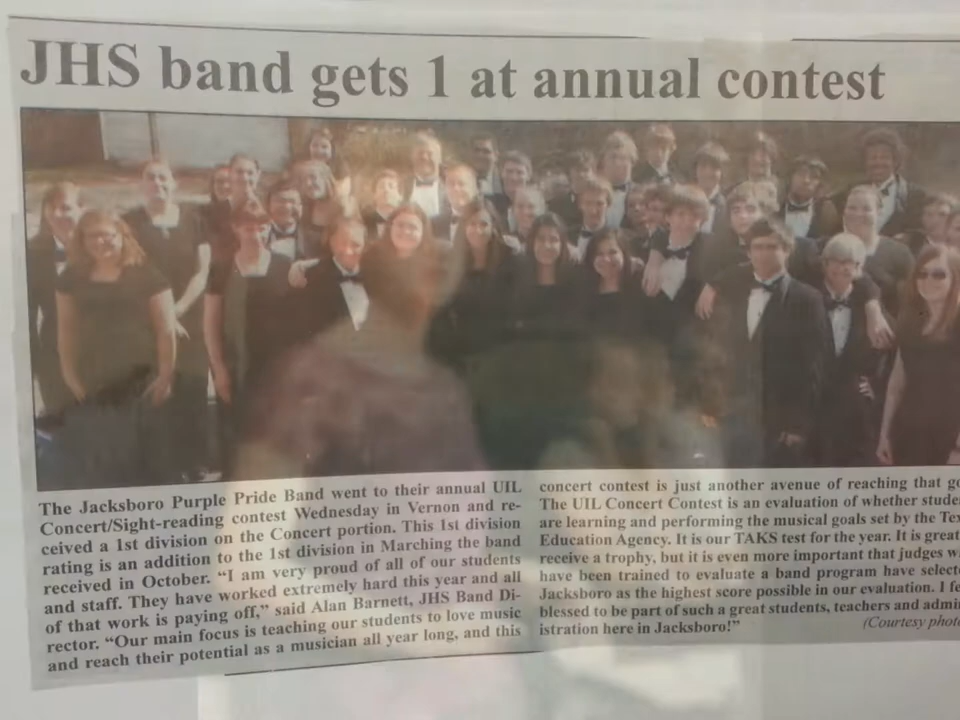 JHS band gets 1 at annual contest
The Jacksboro Purple Pride Band went to their annual UIL
Concert/Sight-reading contest Wednesday in Vernon and re-
ceived a 1st division on the Concert portion. This 1st division
rating is an addition to the 1st division in Marching the band
received in October. “I am very proud of all of our students
and staff. They have worked extremely hard this year and all
of that work is paying off,” said Alan Barnett, JHS Band Di-
rector. “Our main focus is teaching our students to love music
and reach their potential as a musician all year long, and this
concert contest is just another avenue of reaching that go
The UIL Concert Contest is an evaluation of whether stude
are learning and performing the musical goals set by the Tex
Education Agency. It is our TAKS test for the year. It is great
receive a trophy, but it is even more important that judges w
have been trained to evaluate a band program have selecte
Jacksboro as the highest score possible in our evaluation. I fe
blessed to be part of such a great students, teachers and admi
istration here in Jacksboro!”
(Courtesy photo